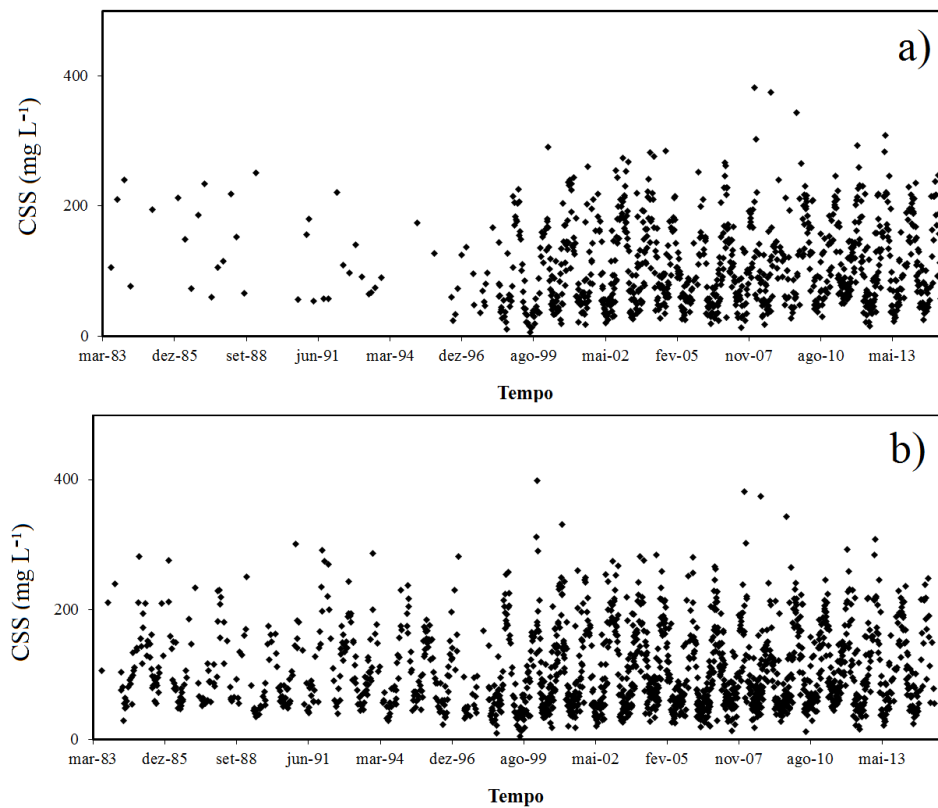 a)
400
200
0
CSS (mg L⁻¹)
mar-83 dez-85 set-88 jun-91 mar-94 dez-96 ago-99 mai-02 fev-05 nov-07 ago-10 mai-13
Tempo
b)
400
200
0
CSS (mg L⁻¹)
mar-83 dez-85 set-88 jun-91 mar-94 dez-96 ago-99 mai-02 fev-05 nov-07 ago-10 mai-13
Tempo